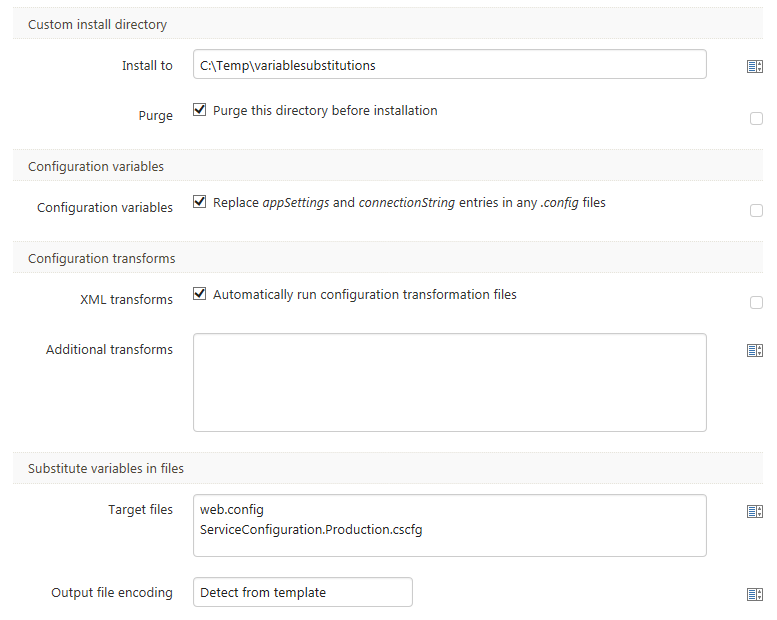 Custom install directory
Install to C:\Temp\variablesubstitutions
Purge Purge this directory before installation
Configuration variables
Configuration variables Replace appSettings and connectionString entries in any .config files
Configuration transforms
XML transforms Automatically run configuration transformation files
Additional transforms
Substitute variables in files
Target files web.config
ServiceConfiguration.Production.cscfg
Output file encoding Detect from template